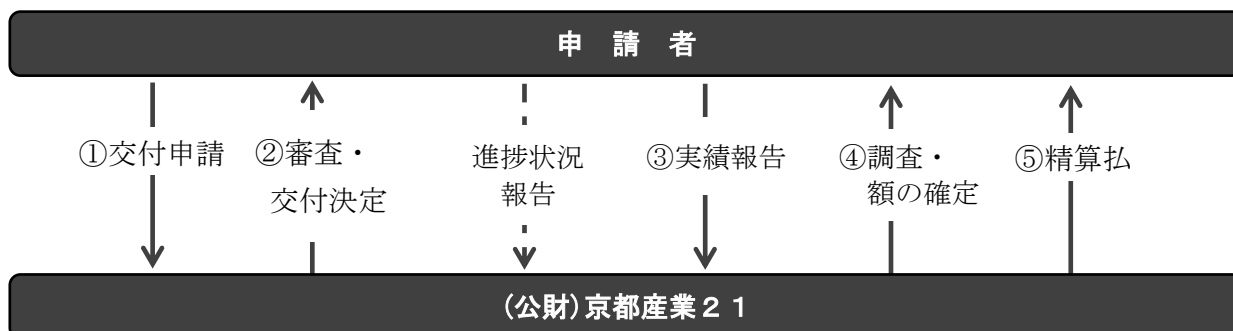 申　請　者
①交付申請
②審査・
交付決定
進捗状況
報告
③実績報告
④調査・
額の確定
⑤精算払
(公財)京都産業２１